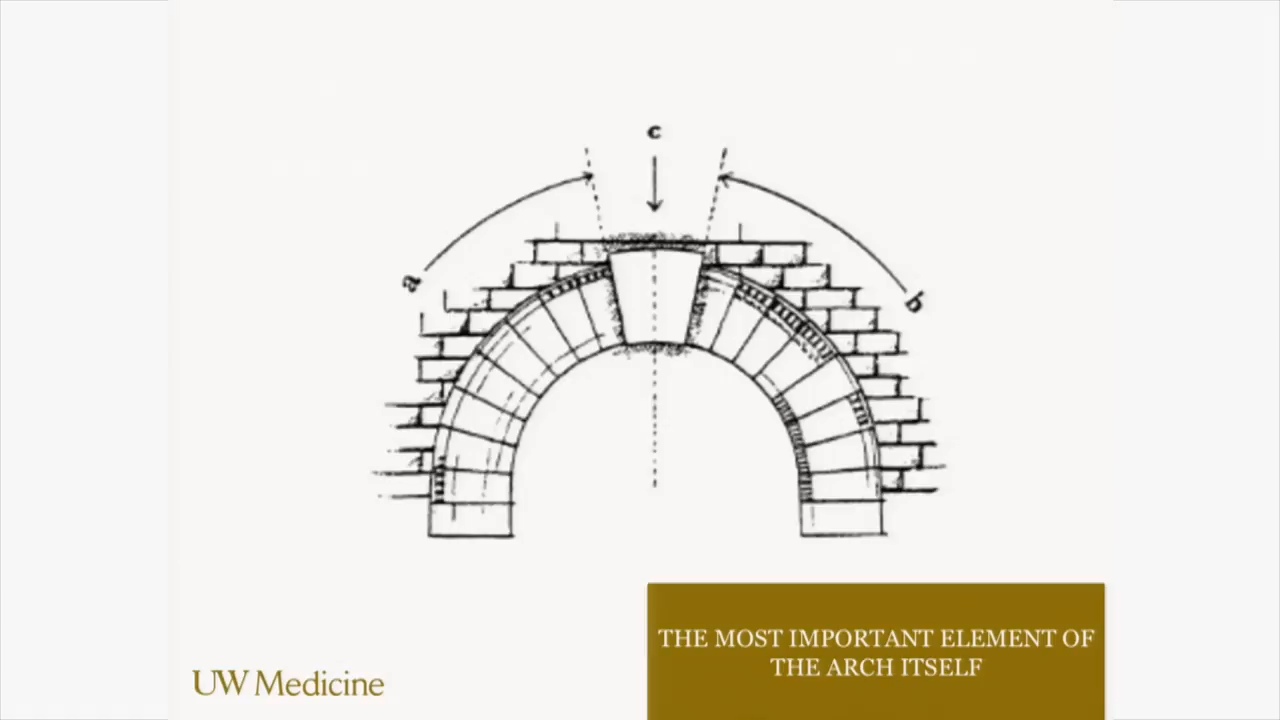 c
a
b
THE MOST IMPORTANT ELEMENT OF
THE ARCH ITSELF
UW Medicine